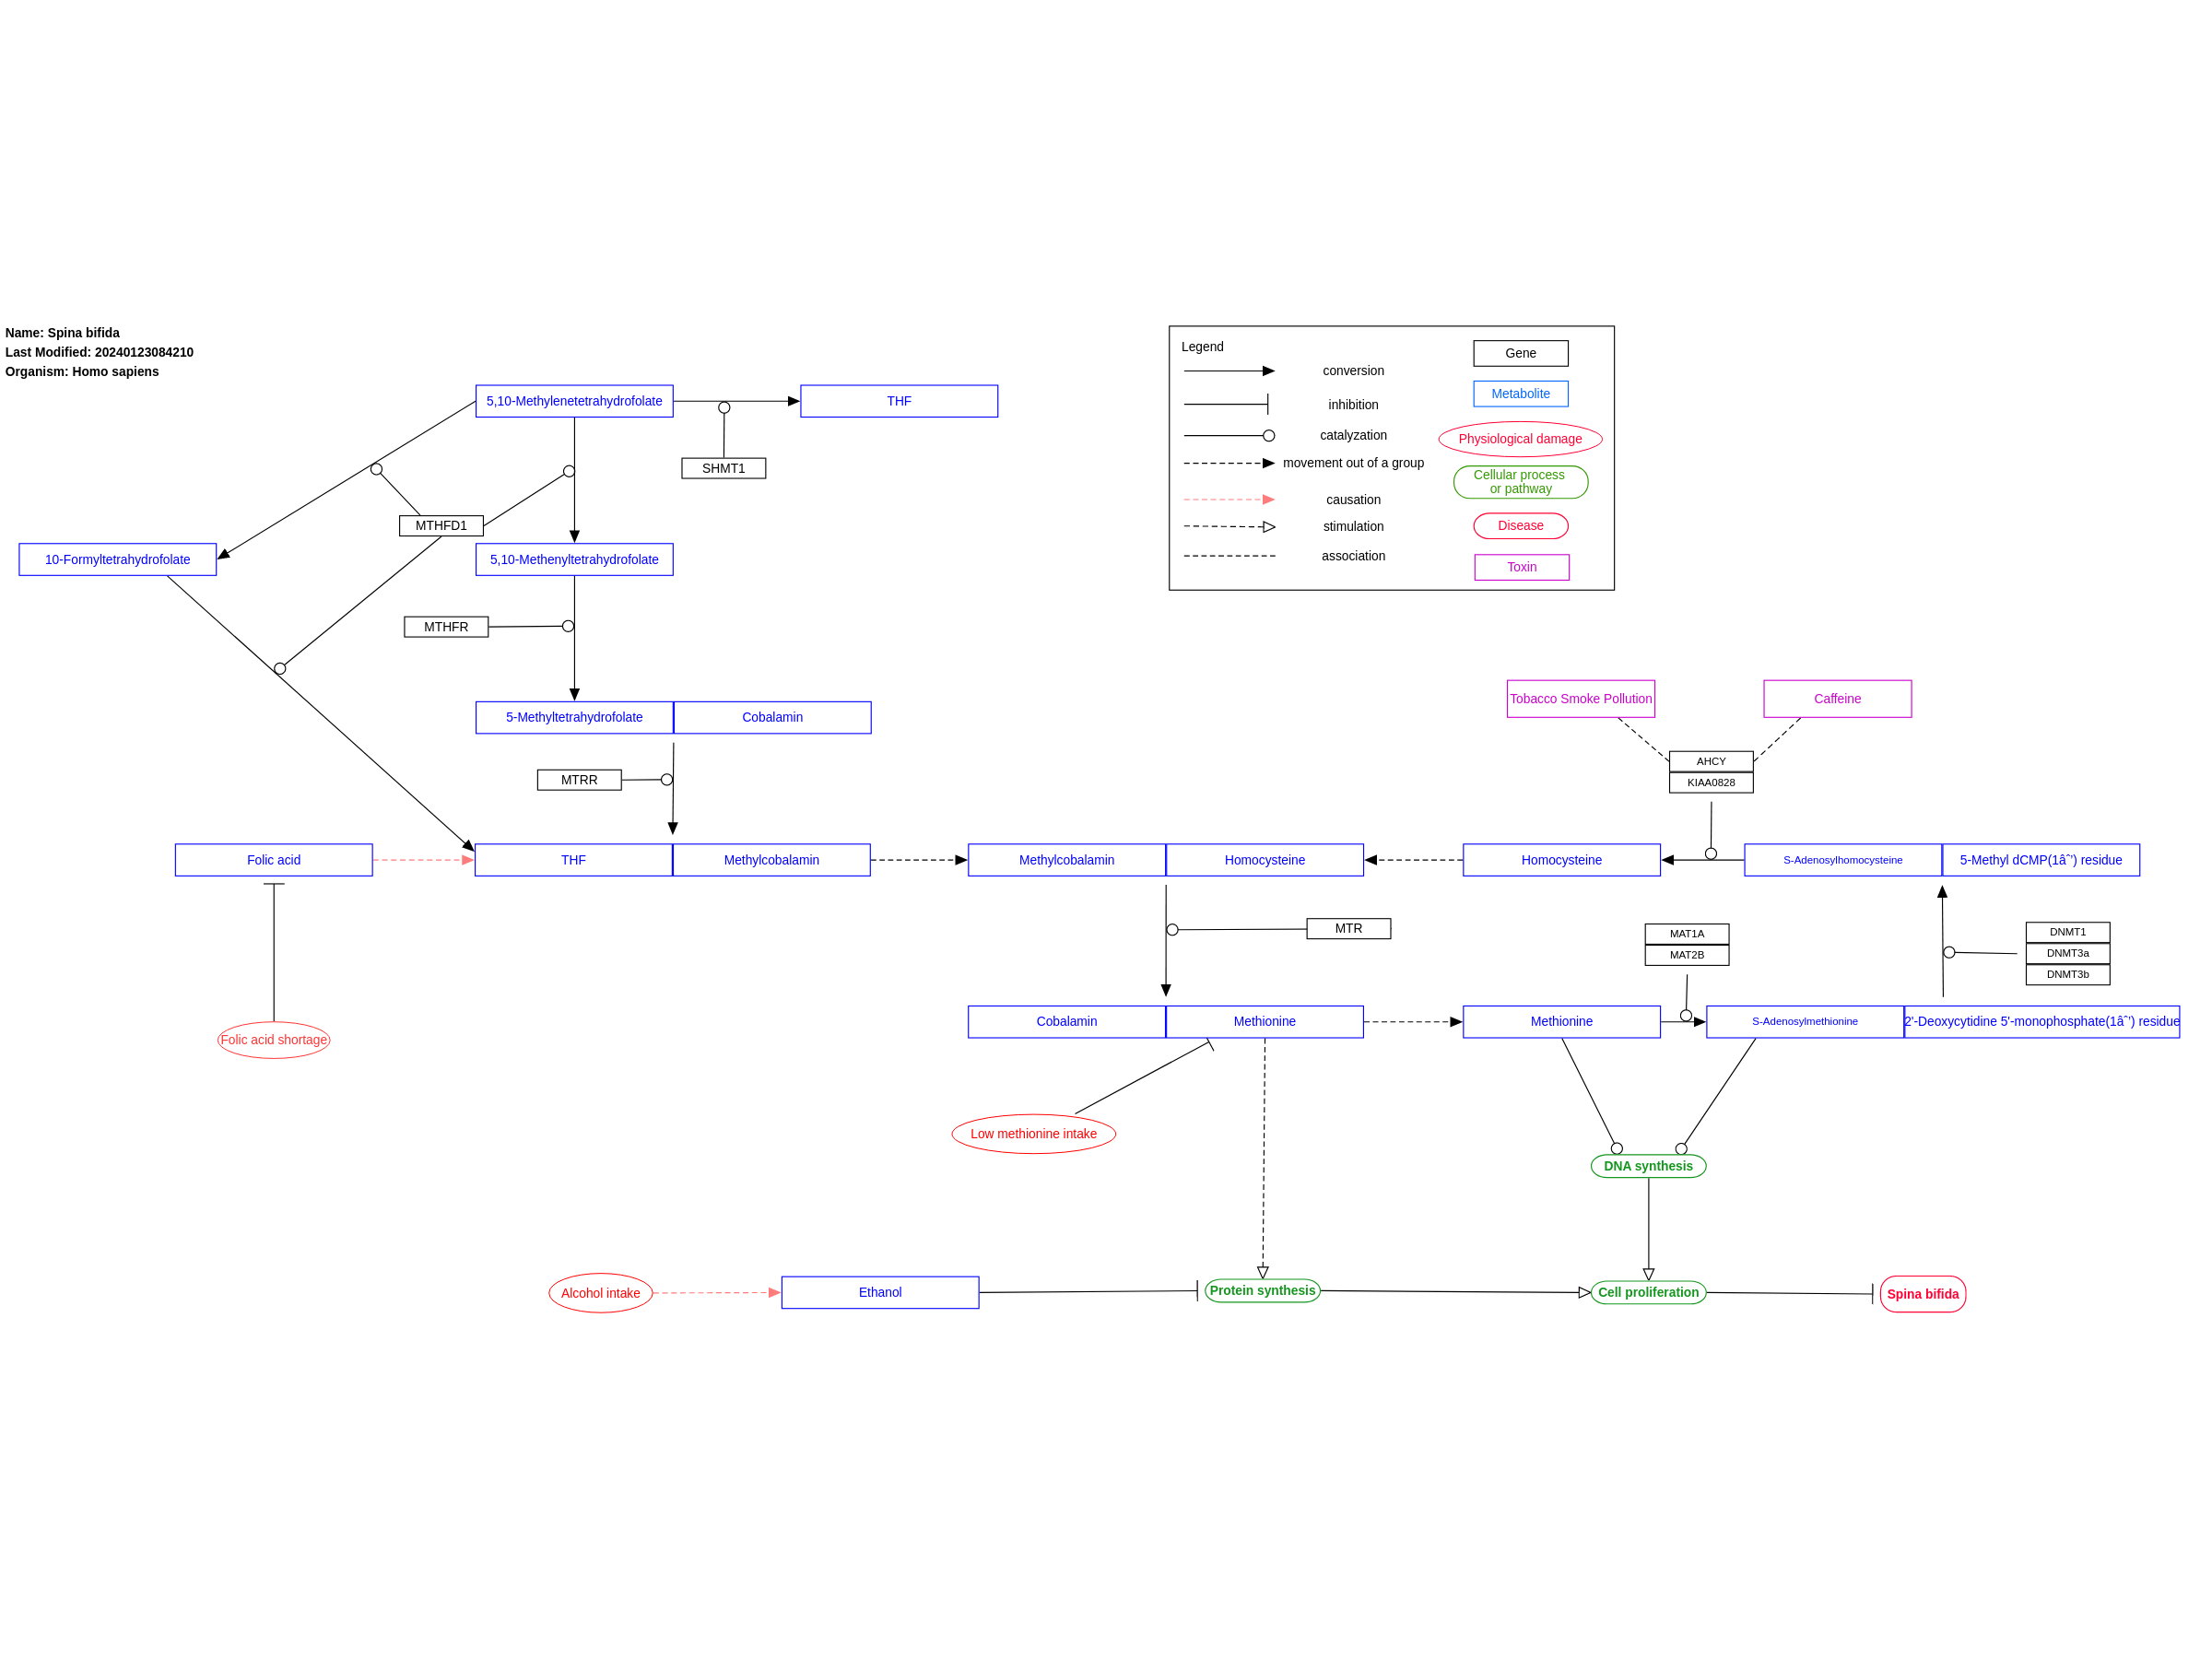 Name: Spina bifida
Last Modified: 20240123084210
Organism: Homo sapiens
Legend
conversion
inhibition
catalyzation
movement out of a group
causation
stimulation
association
Gene
Metabolite
Physiological damage
Cellular process
or pathway
Disease
Toxin
5,10-Methylenetetrahydrofolate
THF
SHMT1
MTHFD1
10-Formyltetrahydrofolate
5,10-Methenyltetrahydrofolate
MTHFR
5-Methyltetrahydrofolate
Cobalamin
MTRR
Tobacco Smoke Pollution
Caffeine
AHCY
KIAA0828
Folic acid
THF
Methylcobalamin
Methylcobalamin
Homocysteine
Homocysteine
S-Adenosylhomocysteine
5-Methyl dCMP(1âˆ’) residue
MTR
MAT1A
MAT2B
DNMT1
DNMT3a
DNMT3b
Cobalamin
Methionine
Methionine
S-Adenosylmethionine
2'-Deoxycytidine 5'-monophosphate(1âˆ’) residue
Folic acid shortage
Low methionine intake
DNA synthesis
Alcohol intake
Ethanol
Protein synthesis
Cell proliferation
Spina bifida